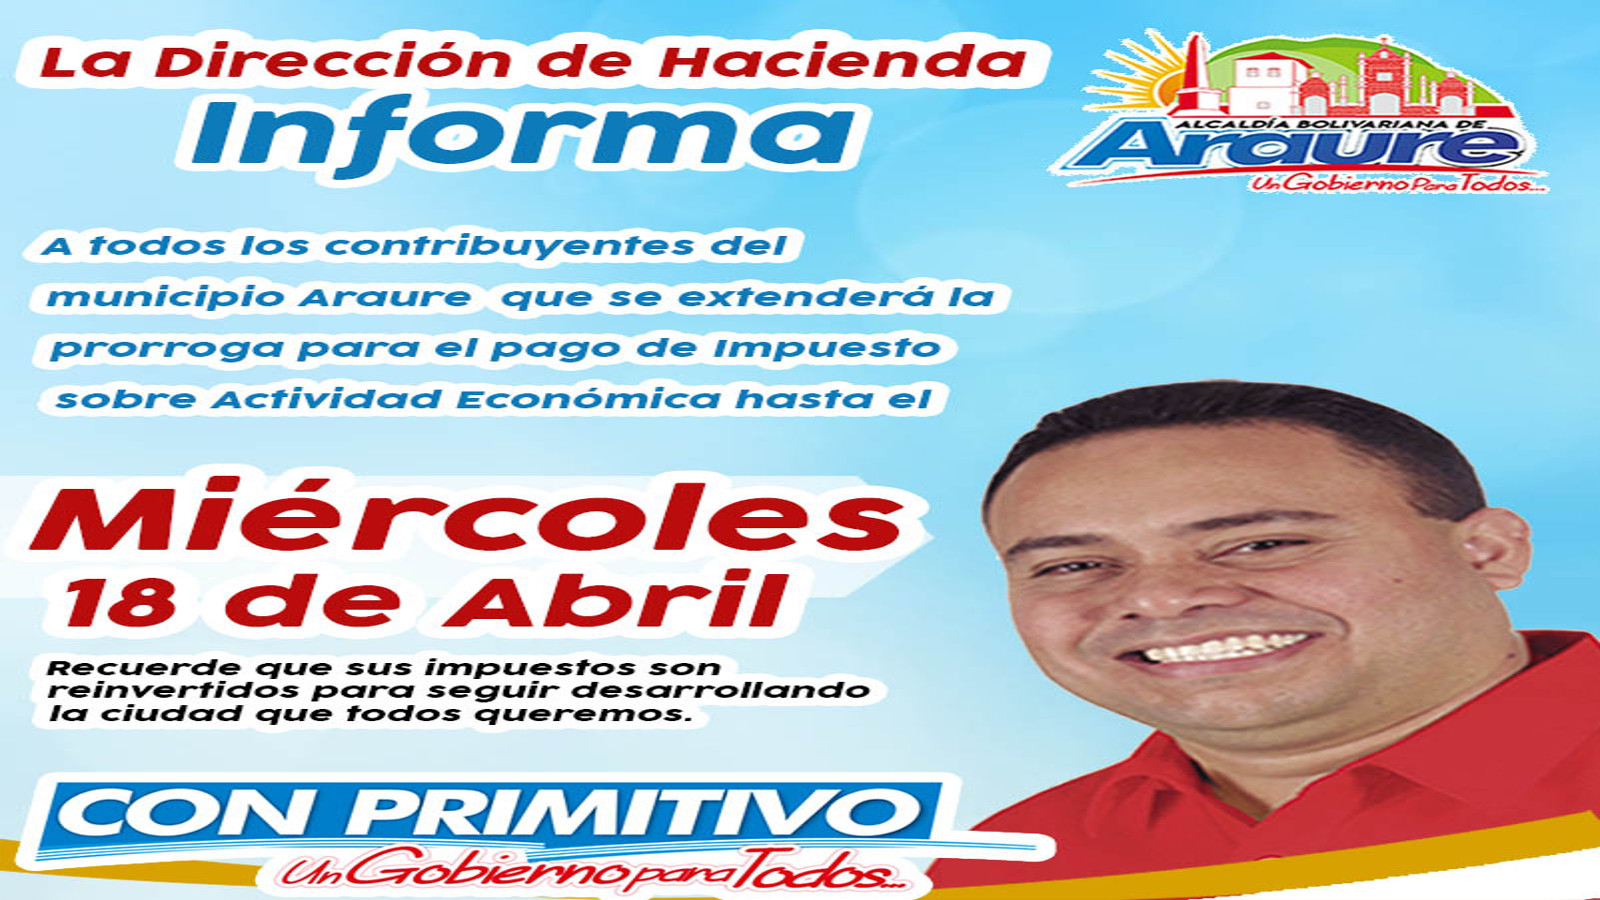 La Dirección de Hacienda
Informa
ALCALDÍA BOLIVARIANA DE
Araure
Un Gobierno Para Todos...
A todos los contribuyentes del
municipio Araure que se extenderá la
prorroga para el pago de Impuesto
sobre Actividad Económica hasta el
Miércoles
18 de Abril
Recuerde que sus impuestos son
reinvertidos para seguir desarrollando
la ciudad que todos queremos.
CON PRIMITIVO
Un Gobierno para Todos...